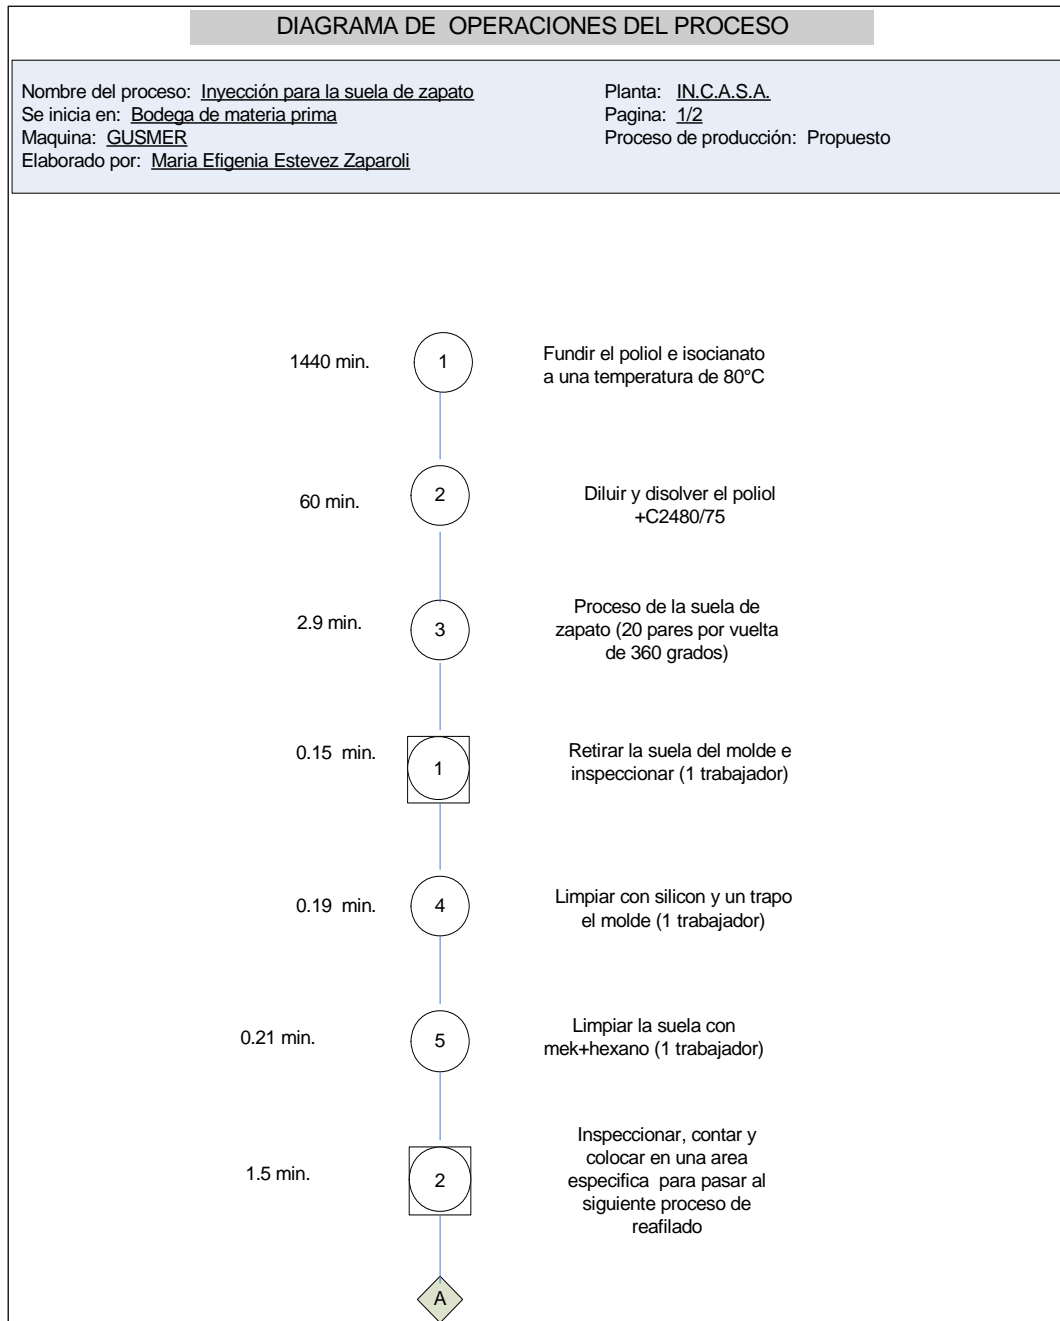 DIAGRAMA DE OPERACIONES DEL PROCESO
Nombre del proceso: Inyección para la suela de zapato
Planta: IN.C.A.S.A.
Se inicia en: Bodega de materia prima
Pagina: 1/2
Maquina: GUSMER
Proceso de producción: Propuesto
Elaborado por: Maria Efigenia Estevez Zaparoli
1440 min.
1
Fundir el poliol e isocianato
a una temperatura de 80°C
60 min.
2
Diluir y disolver el poliol
+C2480/75
2.9 min.
3
Proceso de la suela de
zapato (20 pares por vuelta
de 360 grados)
0.15 min.
1
Retirar la suela del molde e
inspeccionar (1 trabajador)
0.19 min.
4
Limpiar con silicon y un trapo
el molde (1 trabajador)
0.21 min.
5
Limpiar la suela con
mek+hexano (1 trabajador)
1.5 min.
2
Inspeccionar, contar y
colocar en una area
especifica para pasar al
siguiente proceso de
reafilado
A